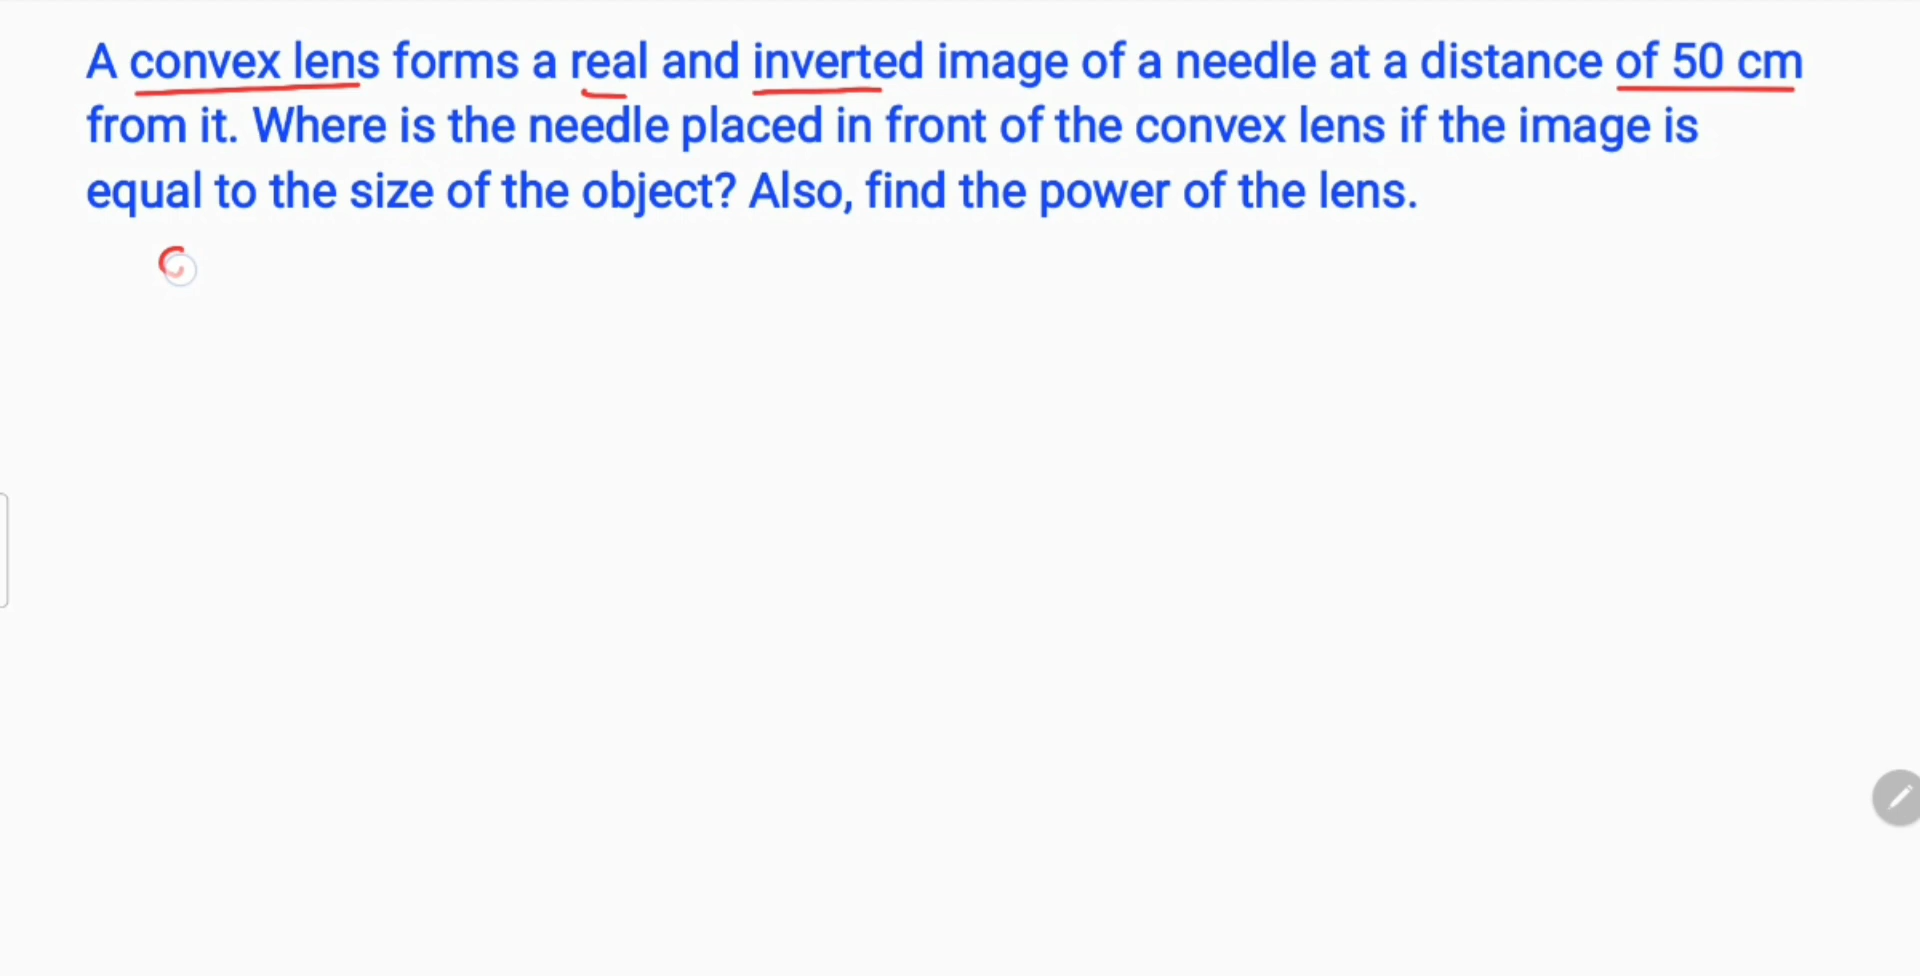 A convex lens forms a real and inverted image of a needle at a distance of 50 cm
from it. Where is the needle placed in front of the convex lens if the image is
equal to the size of the object? Also, find the power of the lens.